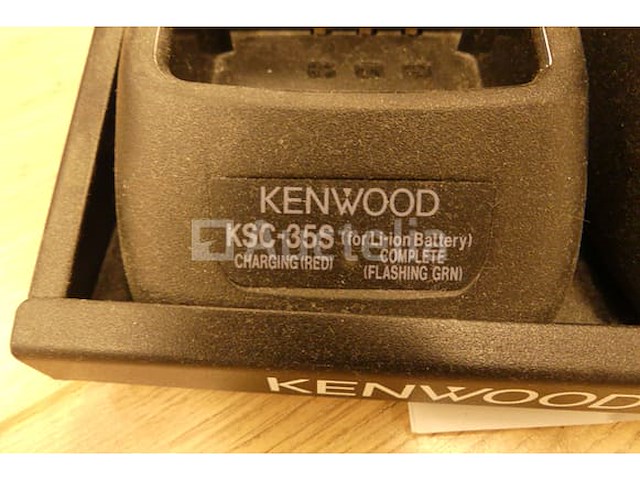 KENWOOD
KSC-35S (for Li-ion Battery)
CHARGING(RED) COMPLETE
(FLASHING GRN)
KENWOOD